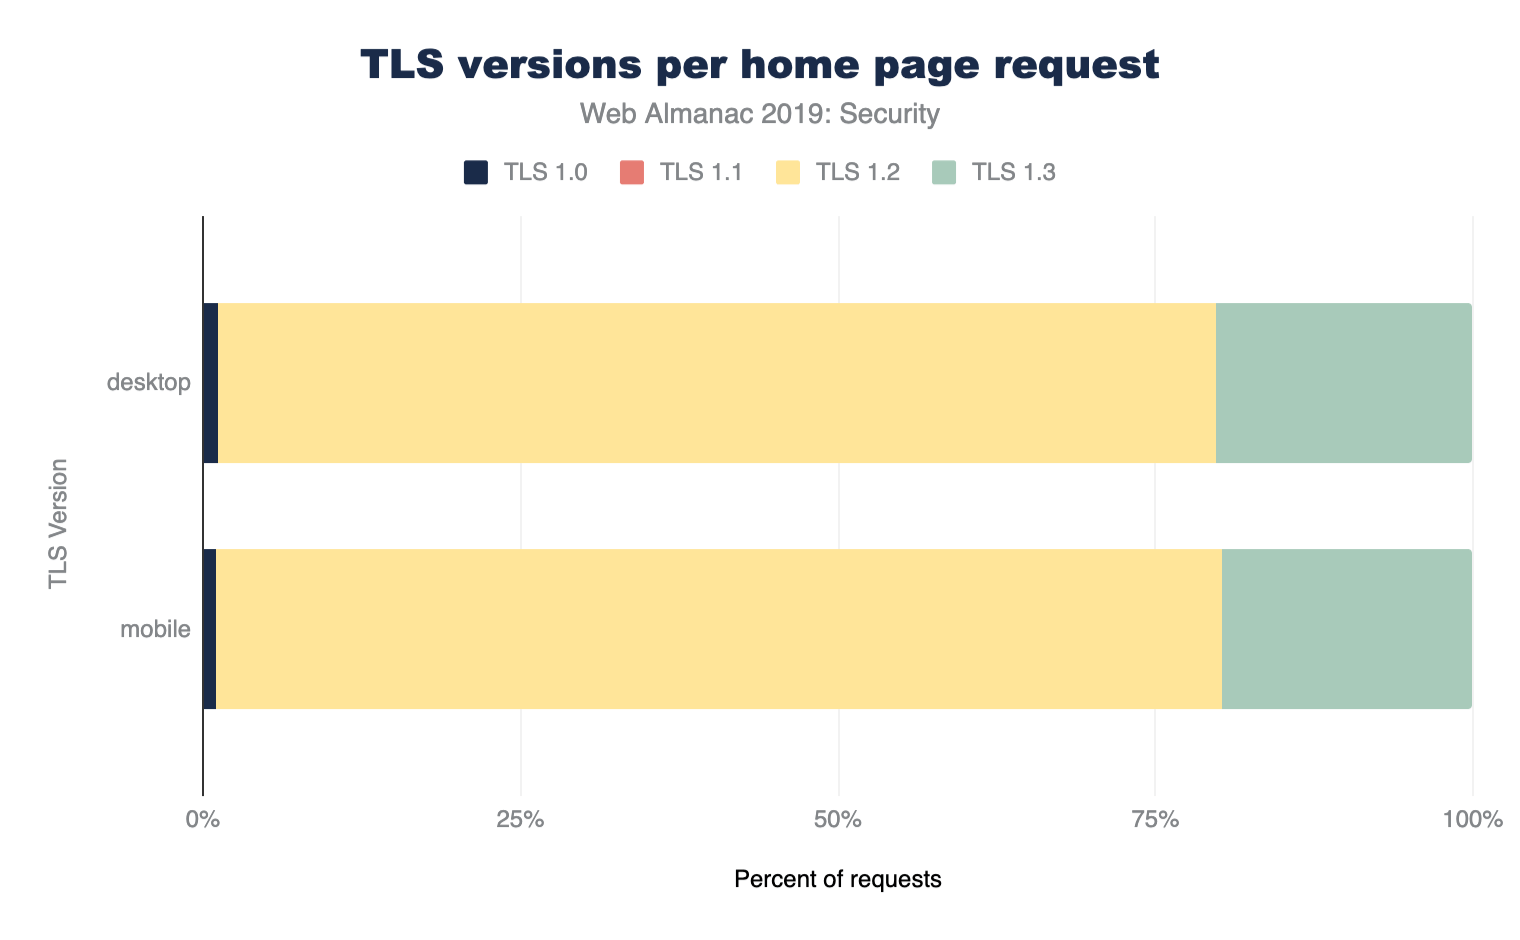 TLS versions per home page request
Web Almanac 2019: Security
TLS 1.0 TLS 1.1 TLS 1.2 TLS 1.3
desktop
TLS Version
mobile
0% 25% 50% 75% 100%
Percent of requests